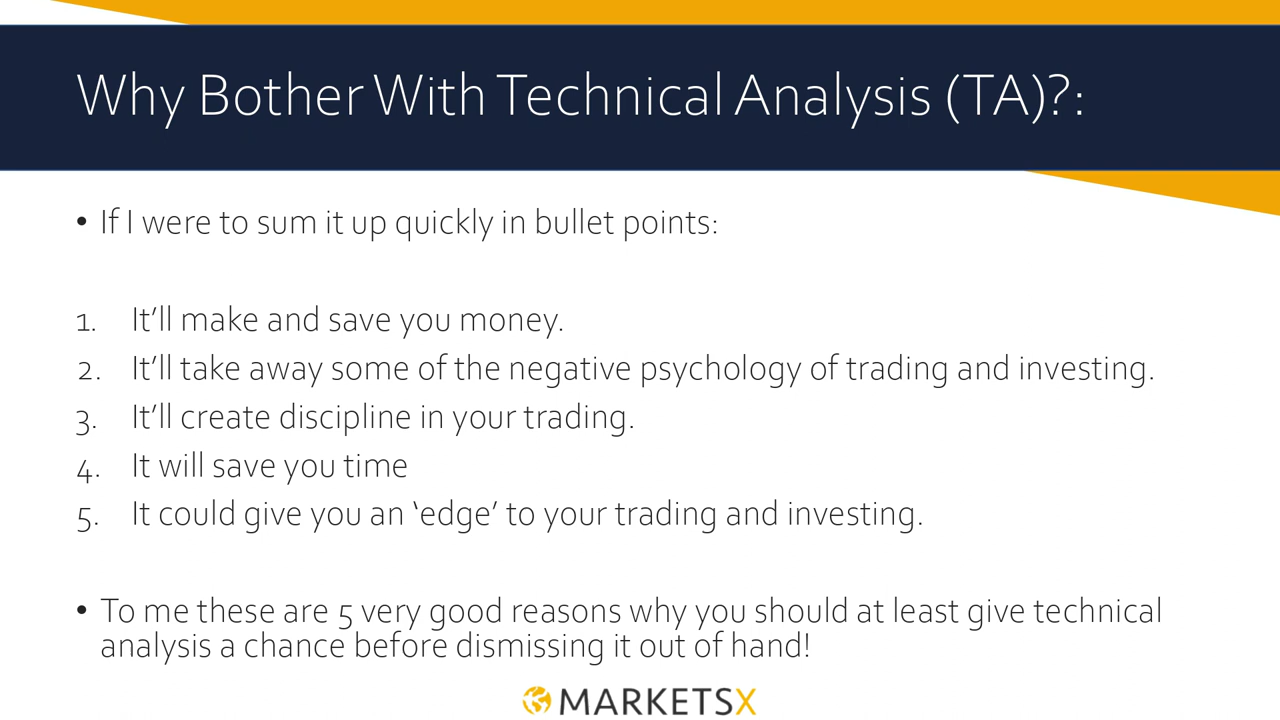 Why Bother With Technical Analysis (TA)?:
• If I were to sum it up quickly in bullet points:
1. It’ll make and save you money.
2. It’ll take away some of the negative psychology of trading and investing.
3. It’ll create discipline in your trading.
4. It will save you time
5. It could give you an ‘edge’ to your trading and investing.
• To me these are 5 very good reasons why you should at least give technical
analysis a chance before dismissing it out of hand!
MARKETSX